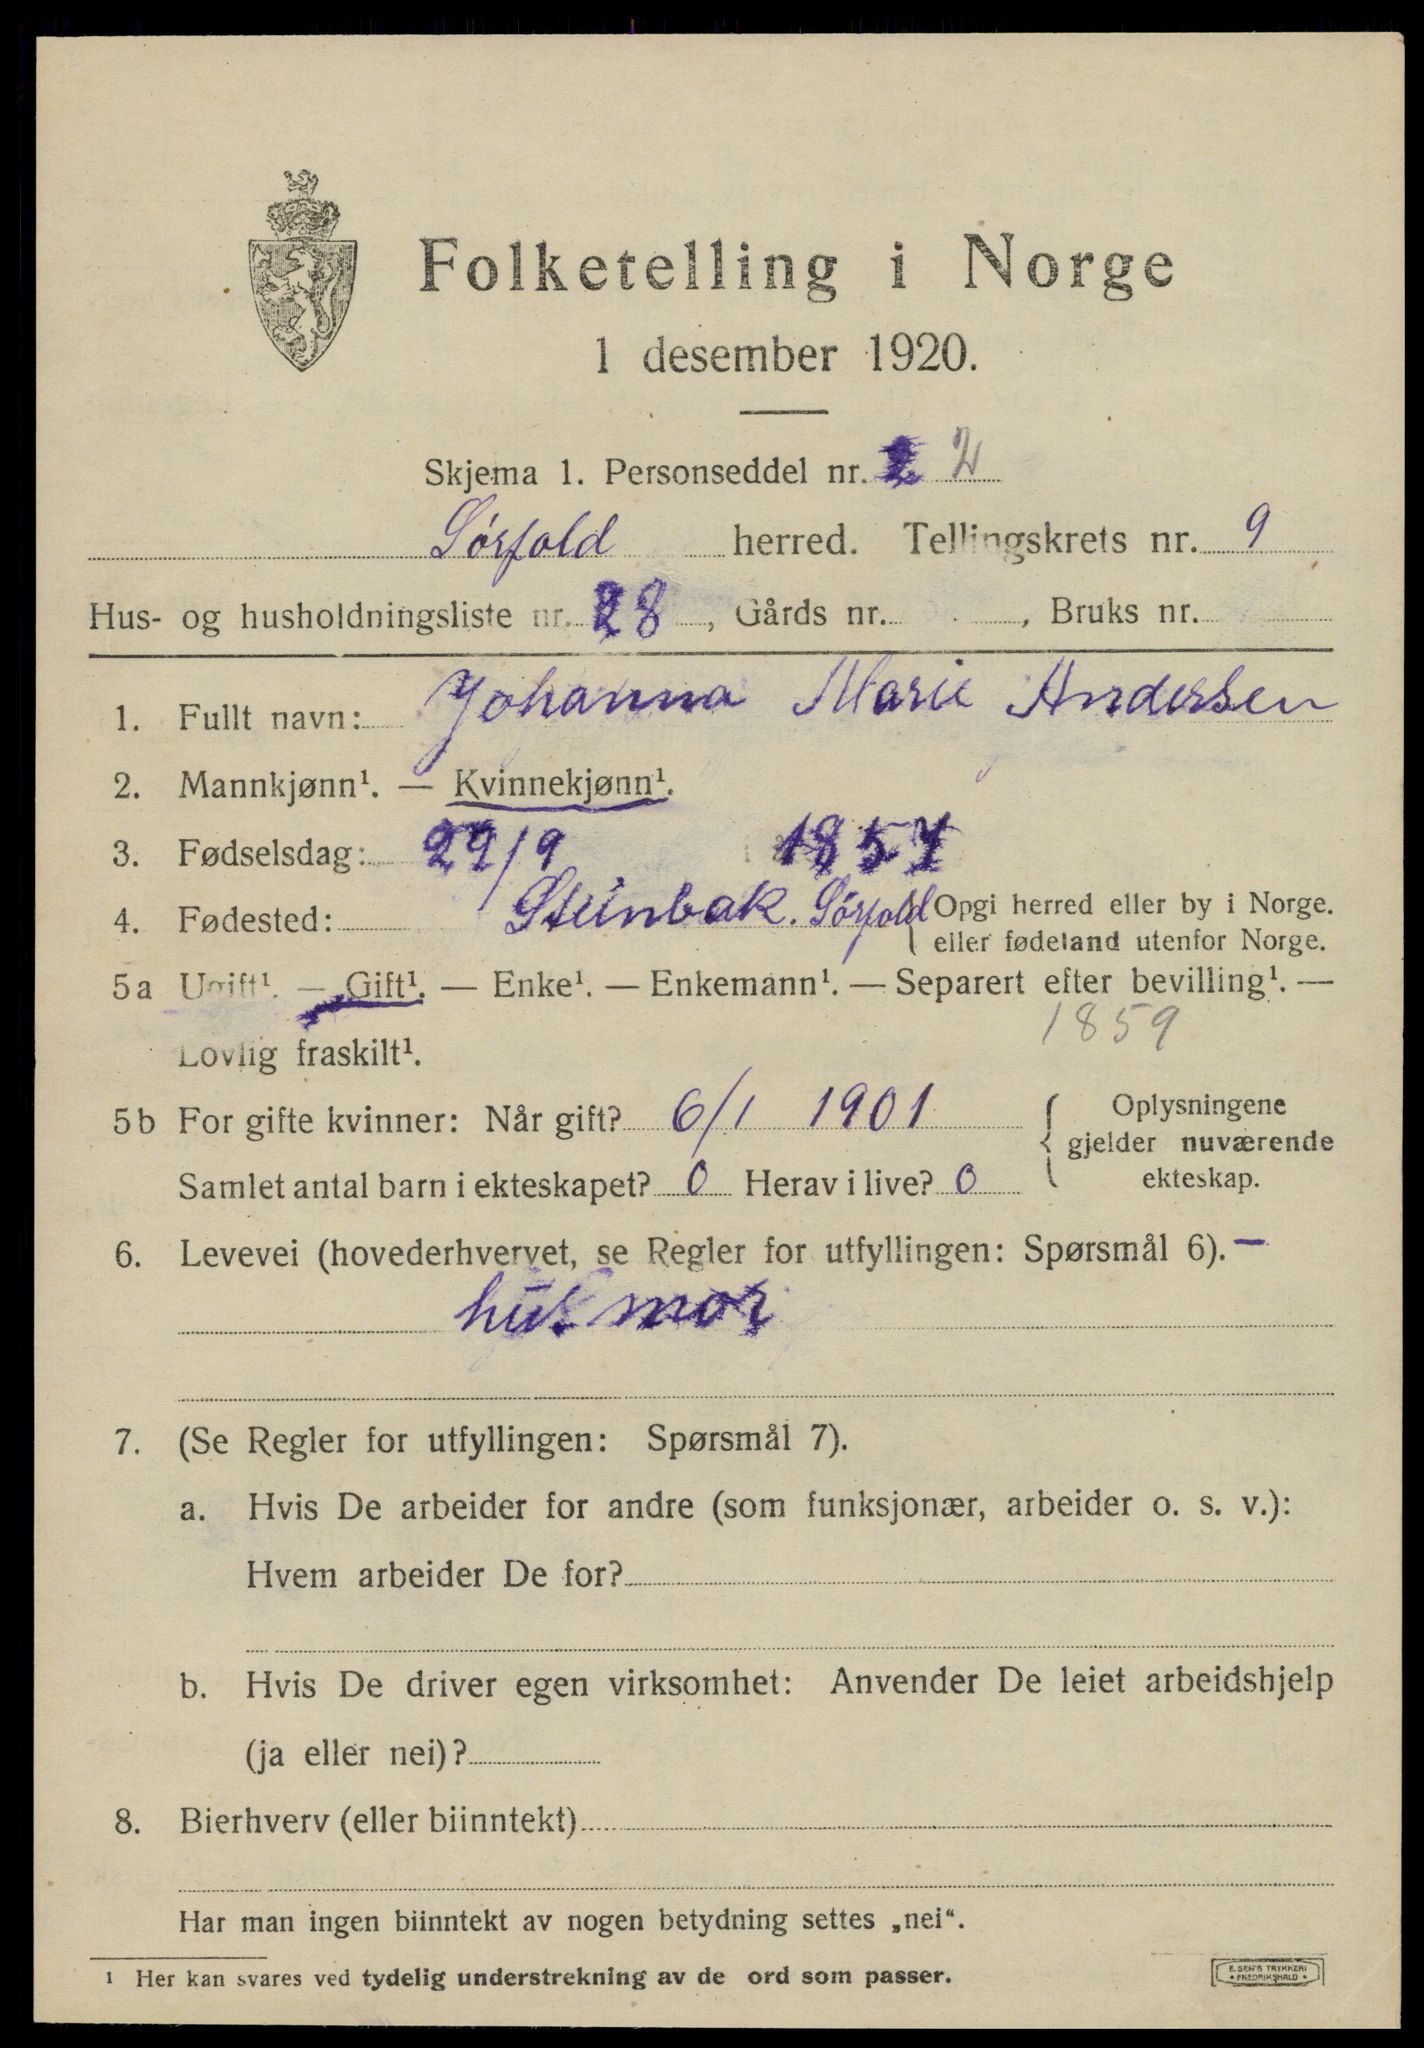 Folketelling i Norge
1 desember 1920.
Skjema 1. Personseddel nr. 2
Sörfold herred. Tellingskrets nr. 9
Hus- og husholdningsliste nr. 28, Gårds nr. , Bruks nr.
1. Fullt navn: Johanna Marie Andersen
2. Mannkjønn¹. — Kvinnekjønn¹.
3. Fødselsdag: 29/9 1857
4. Fødested: Steinbak. Sörfold { Opgi herred eller by i Norge.
eller fødeland utenfor Norge.
5a Ugift¹. — Gift¹. — Enke¹. — Enkemann¹. — Separert efter bevilling¹. —
1859
Lovlig fraskilt¹.
5b For gifte kvinner: Når gift? 6/1 1901 { Oplysningene
gjelder nuværende
Samlet antal barn i ekteskapet? 0 Herav i live? 0 ekteskap.
6. Levevei (hovederhvervet, se Regler for utfyllingen: Spørsmål 6). —
husmor
7. (Se Regler for utfyllingen: Spørsmål 7).
a. Hvis De arbeider for andre (som funksjonær, arbeider o. s. v.):
Hvem arbeider De for?
b. Hvis De driver egen virksomhet: Anvender De leiet arbeidshjelp
(ja eller nei)?
8. Bierhverv (eller biinntekt)
Har man ingen biinntekt av nogen betydning settes „nei“.
¹ Her kan svares ved tydelig understrekning av de ord som passer.
E. SEM'S TRYKKERI
• FREDRIKSHALD •